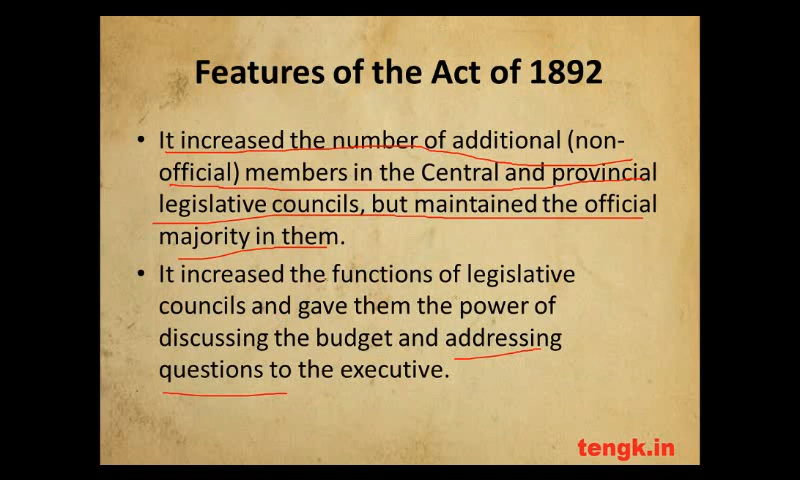 Features of the Act of 1892
• It increased the number of additional (non-
official) members in the Central and provincial
legislative councils, but maintained the official
majority in them.
• It increased the functions of legislative
councils and gave them the power of
discussing the budget and addressing
questions to the executive.
tengk.in